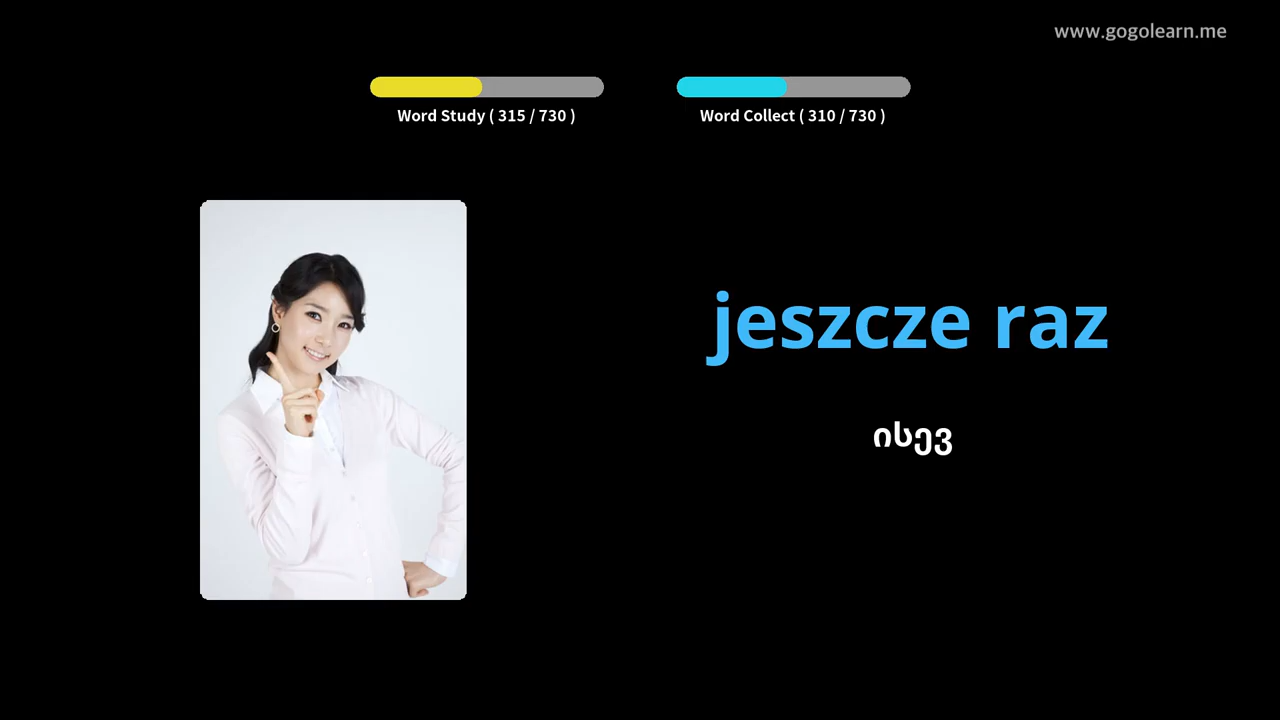 www.gogolearn.me
Word Study ( 315 / 730 )
Word Collect ( 310 / 730 )
jeszcze raz
ისევ